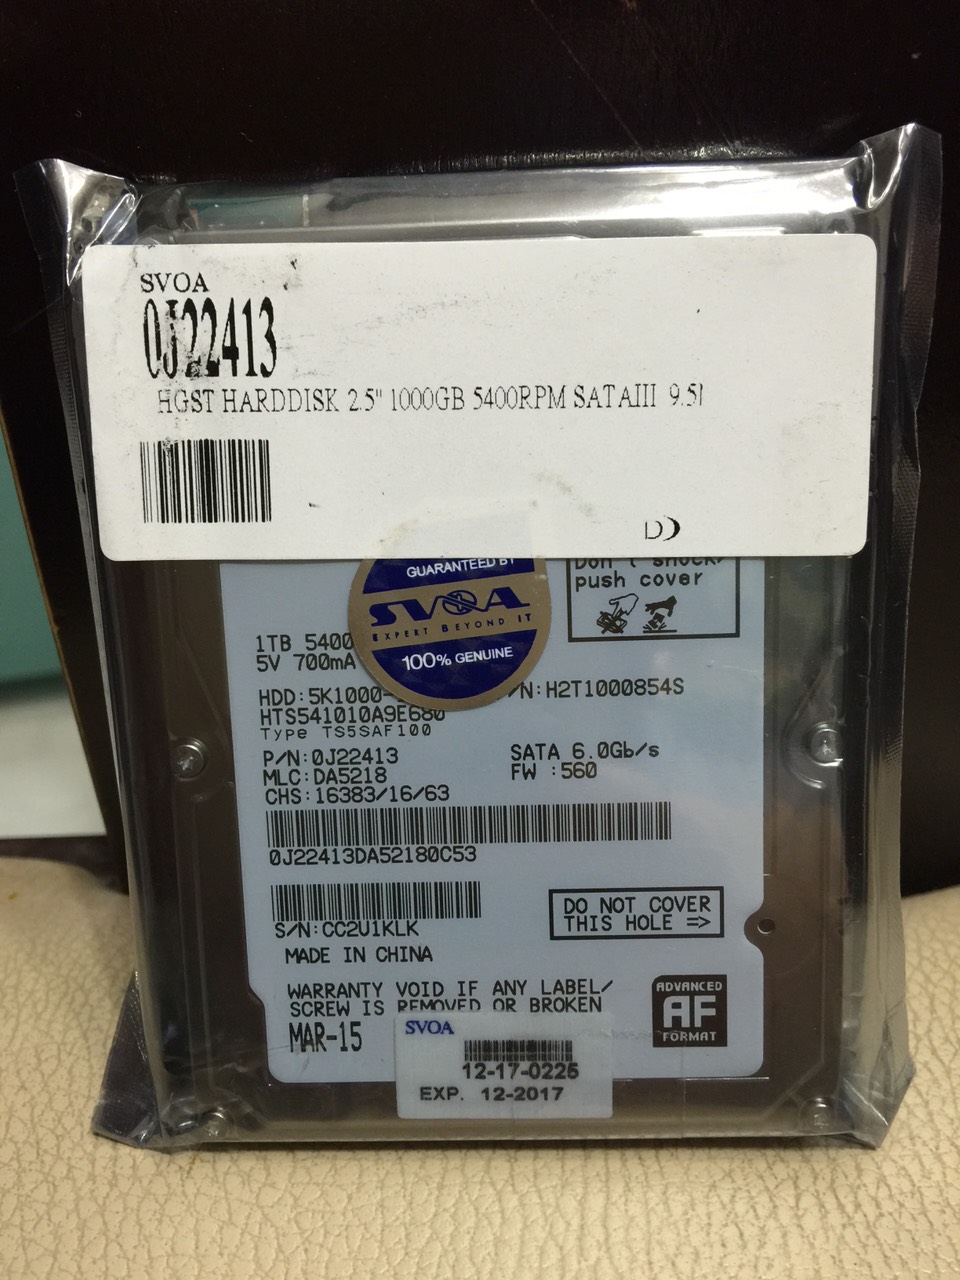 SVOA
0J22413
HGST HARDDISK 2.5" 1000GB 5400RPM SATAIII 9.5
GUARANTEED BY
SVOA
EXPERT BEYOND IT
100% GENUINE
Don't shock/
push cover
1TB 5400
5V 700mA
HDD:5K1000-
/N:H2T1000854S
HTS541010A9E680
Type TS5SAF100
P/N:0J22413
SATA 6.0Gb/s
MLC:DA5218
FW :560
CHS:16383/16/63
0J22413DA52180C53
S/N:CC2U1KLK
DO NOT COVER
THIS HOLE =>
MADE IN CHINA
WARRANTY VOID IF ANY LABEL/
SCREW IS REMOVED OR BROKEN
MAR-15
ADVANCED
AF
FORMAT
SVOA
12-17-0225
EXP. 12-2017